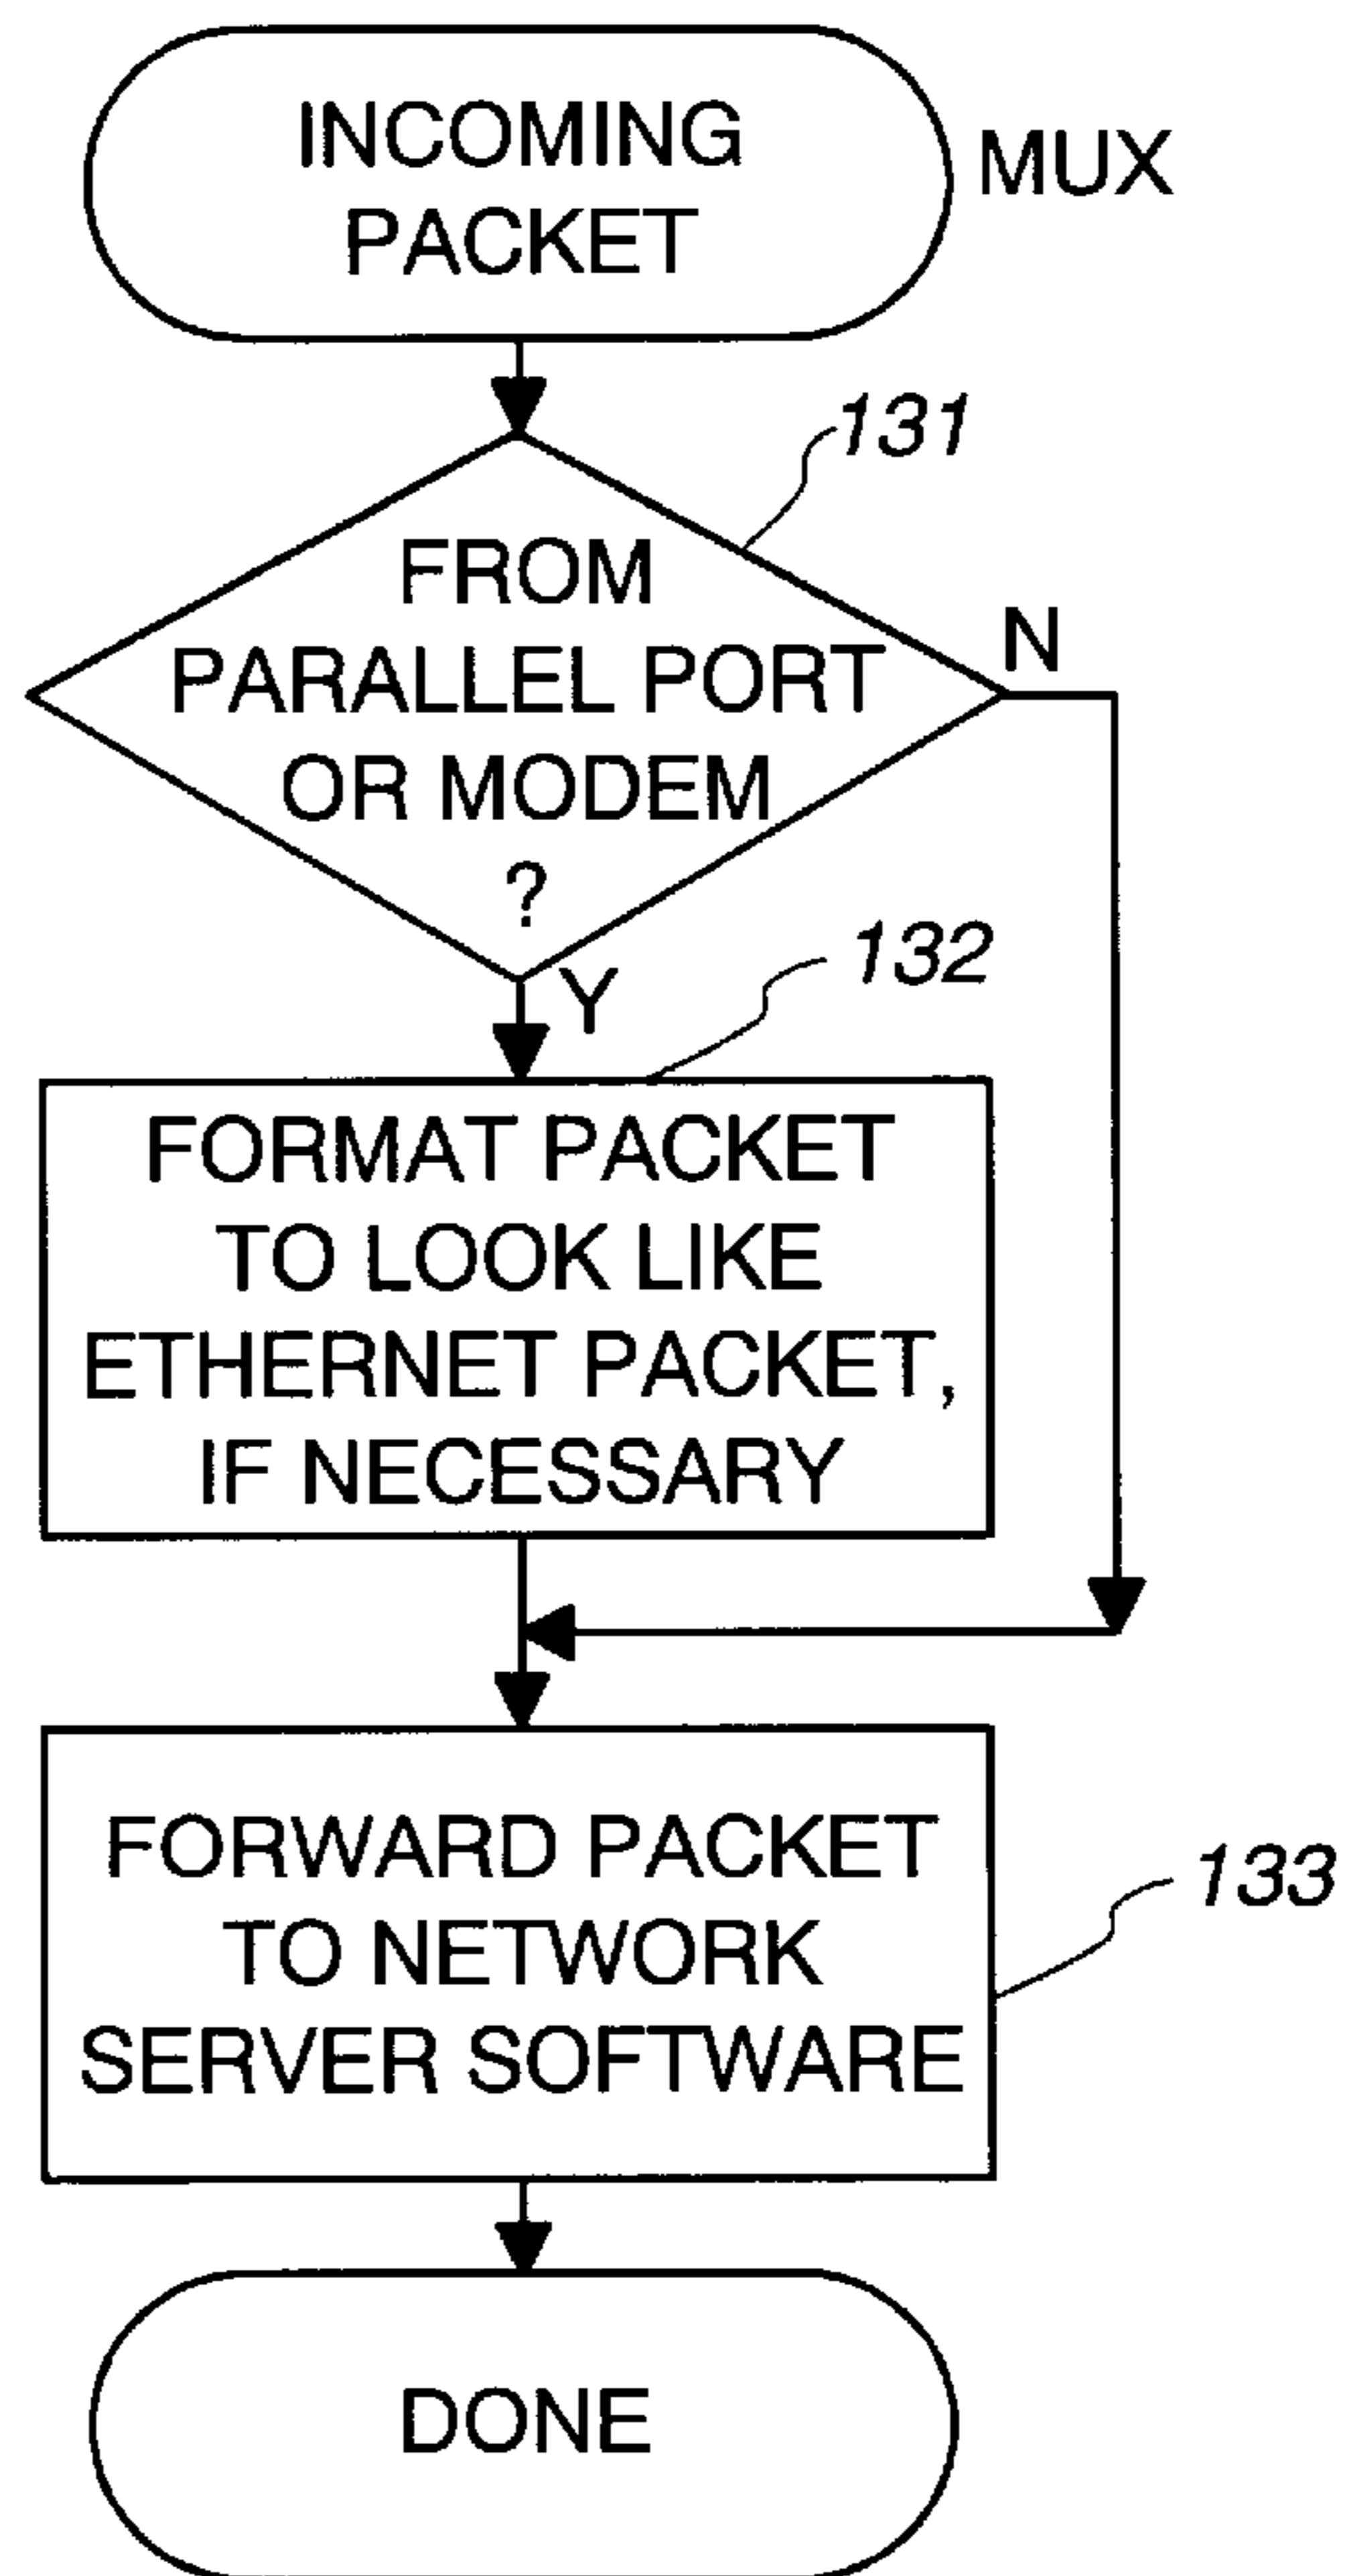 INCOMING
PACKET
MUX
131
FROM
PARALLEL PORT
OR MODEM
?
N
Y
132
FORMAT PACKET
TO LOOK LIKE
ETHERNET PACKET,
IF NECESSARY
FORWARD PACKET
TO NETWORK
SERVER SOFTWARE
133
DONE